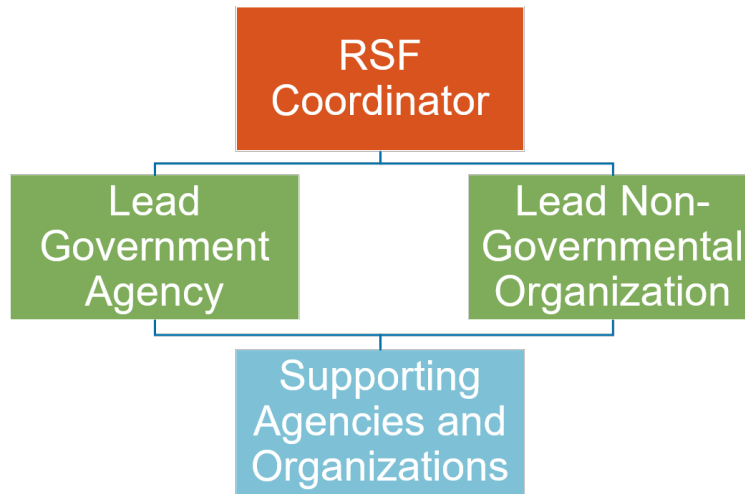 RSF
Coordinator
Lead
Government
Agency
Lead Non-
Governmental
Organization
Supporting
Agencies and
Organizations